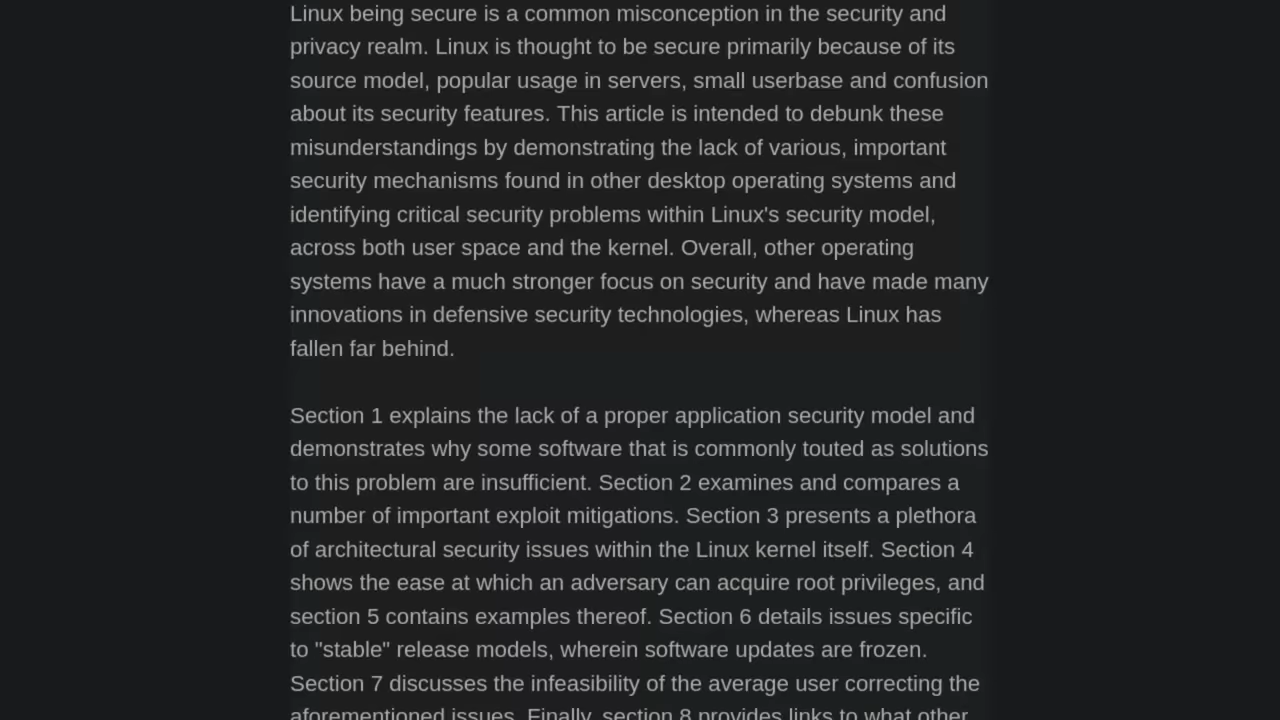 Linux being secure is a common misconception in the security and
privacy realm. Linux is thought to be secure primarily because of its
source model, popular usage in servers, small userbase and confusion
about its security features. This article is intended to debunk these
misunderstandings by demonstrating the lack of various, important
security mechanisms found in other desktop operating systems and
identifying critical security problems within Linux's security model,
across both user space and the kernel. Overall, other operating
systems have a much stronger focus on security and have made many
innovations in defensive security technologies, whereas Linux has
fallen far behind.
Section 1 explains the lack of a proper application security model and
demonstrates why some software that is commonly touted as solutions
to this problem are insufficient. Section 2 examines and compares a
number of important exploit mitigations. Section 3 presents a plethora
of architectural security issues within the Linux kernel itself. Section 4
shows the ease at which an adversary can acquire root privileges, and
section 5 contains examples thereof. Section 6 details issues specific
to "stable" release models, wherein software updates are frozen.
Section 7 discusses the infeasibility of the average user correcting the
aforementioned issues. Finally, section 8 provides links to what other